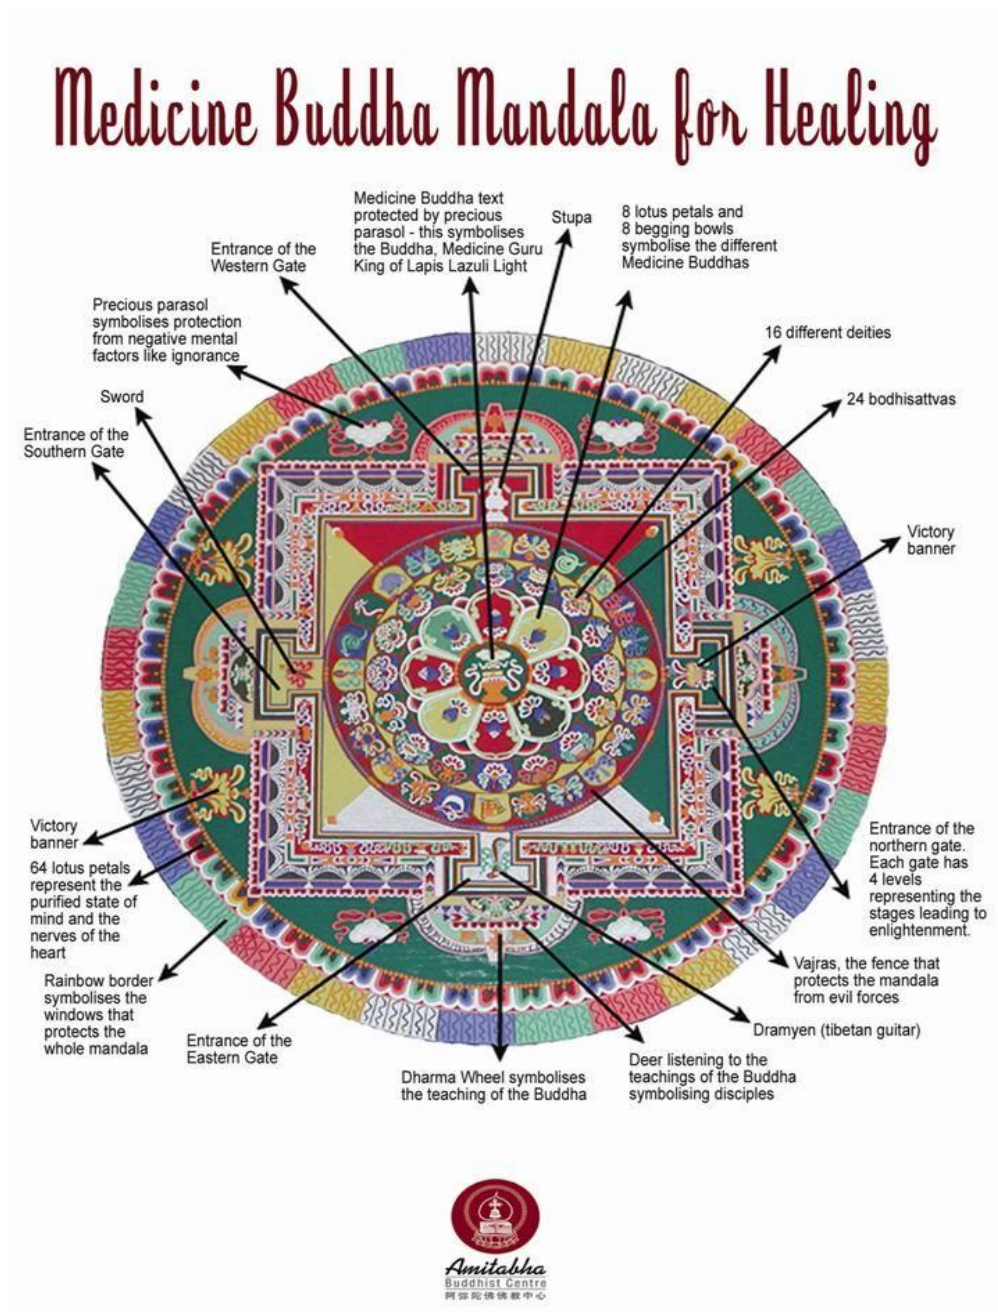 Medicine Buddha Mandala for Healing
Medicine Buddha text
protected by precious
parasol - this symbolises
the Buddha, Medicine Guru
King of Lapis Lazuli Light
Stupa
8 lotus petals and
8 begging bowls
symbolise the different
Medicine Buddhas
Entrance of the
Western Gate
Precious parasol
symbolises protection
from negative mental
factors like ignorance
16 different deities
Sword
24 bodhisattvas
Entrance of the
Southern Gate
Victory
banner
Victory
banner
64 lotus petals
represent the
purified state of
mind and the
nerves of the
heart
Entrance of the
northern gate.
Each gate has
4 levels
representing the
stages leading to
enlightenment.
Rainbow border
symbolises the
windows that
protects the
whole mandala
Vajras, the fence that
protects the mandala
from evil forces
Entrance of the
Eastern Gate
Dramyen (tibetan guitar)
Dharma Wheel symbolises
the teaching of the Buddha
Deer listening to the
teachings of the Buddha
symbolising disciples
Amitabha
Buddhist Centre
阿弥陀佛佛教中心